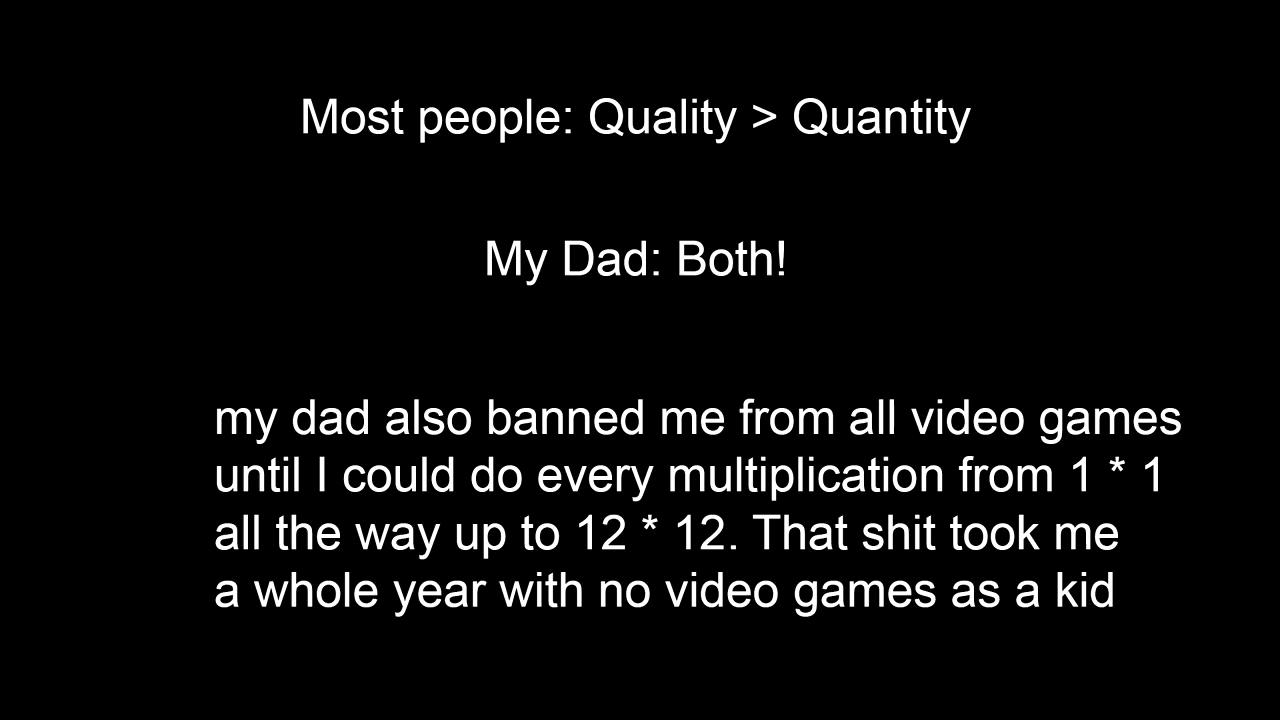 Most people: Quality > Quantity
My Dad: Both!
my dad also banned me from all video games
until I could do every multiplication from 1 * 1
all the way up to 12 * 12. That shit took me
a whole year with no video games as a kid